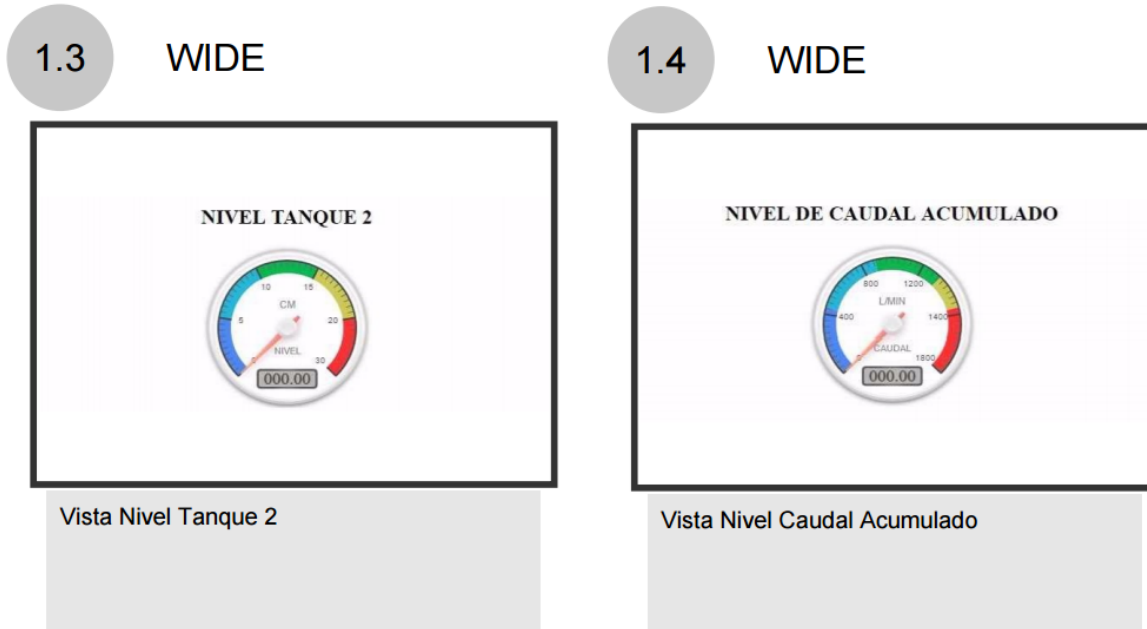 1.3 WIDE
NIVEL TANQUE 2
10 15
CM
5 20
NIVEL
0 30
000.00
Vista Nivel Tanque 2
1.4 WIDE
NIVEL DE CAUDAL ACUMULADO
800 1200
L/MIN
400 1400
CAUDAL
0 1800
000.00
Vista Nivel Caudal Acumulado